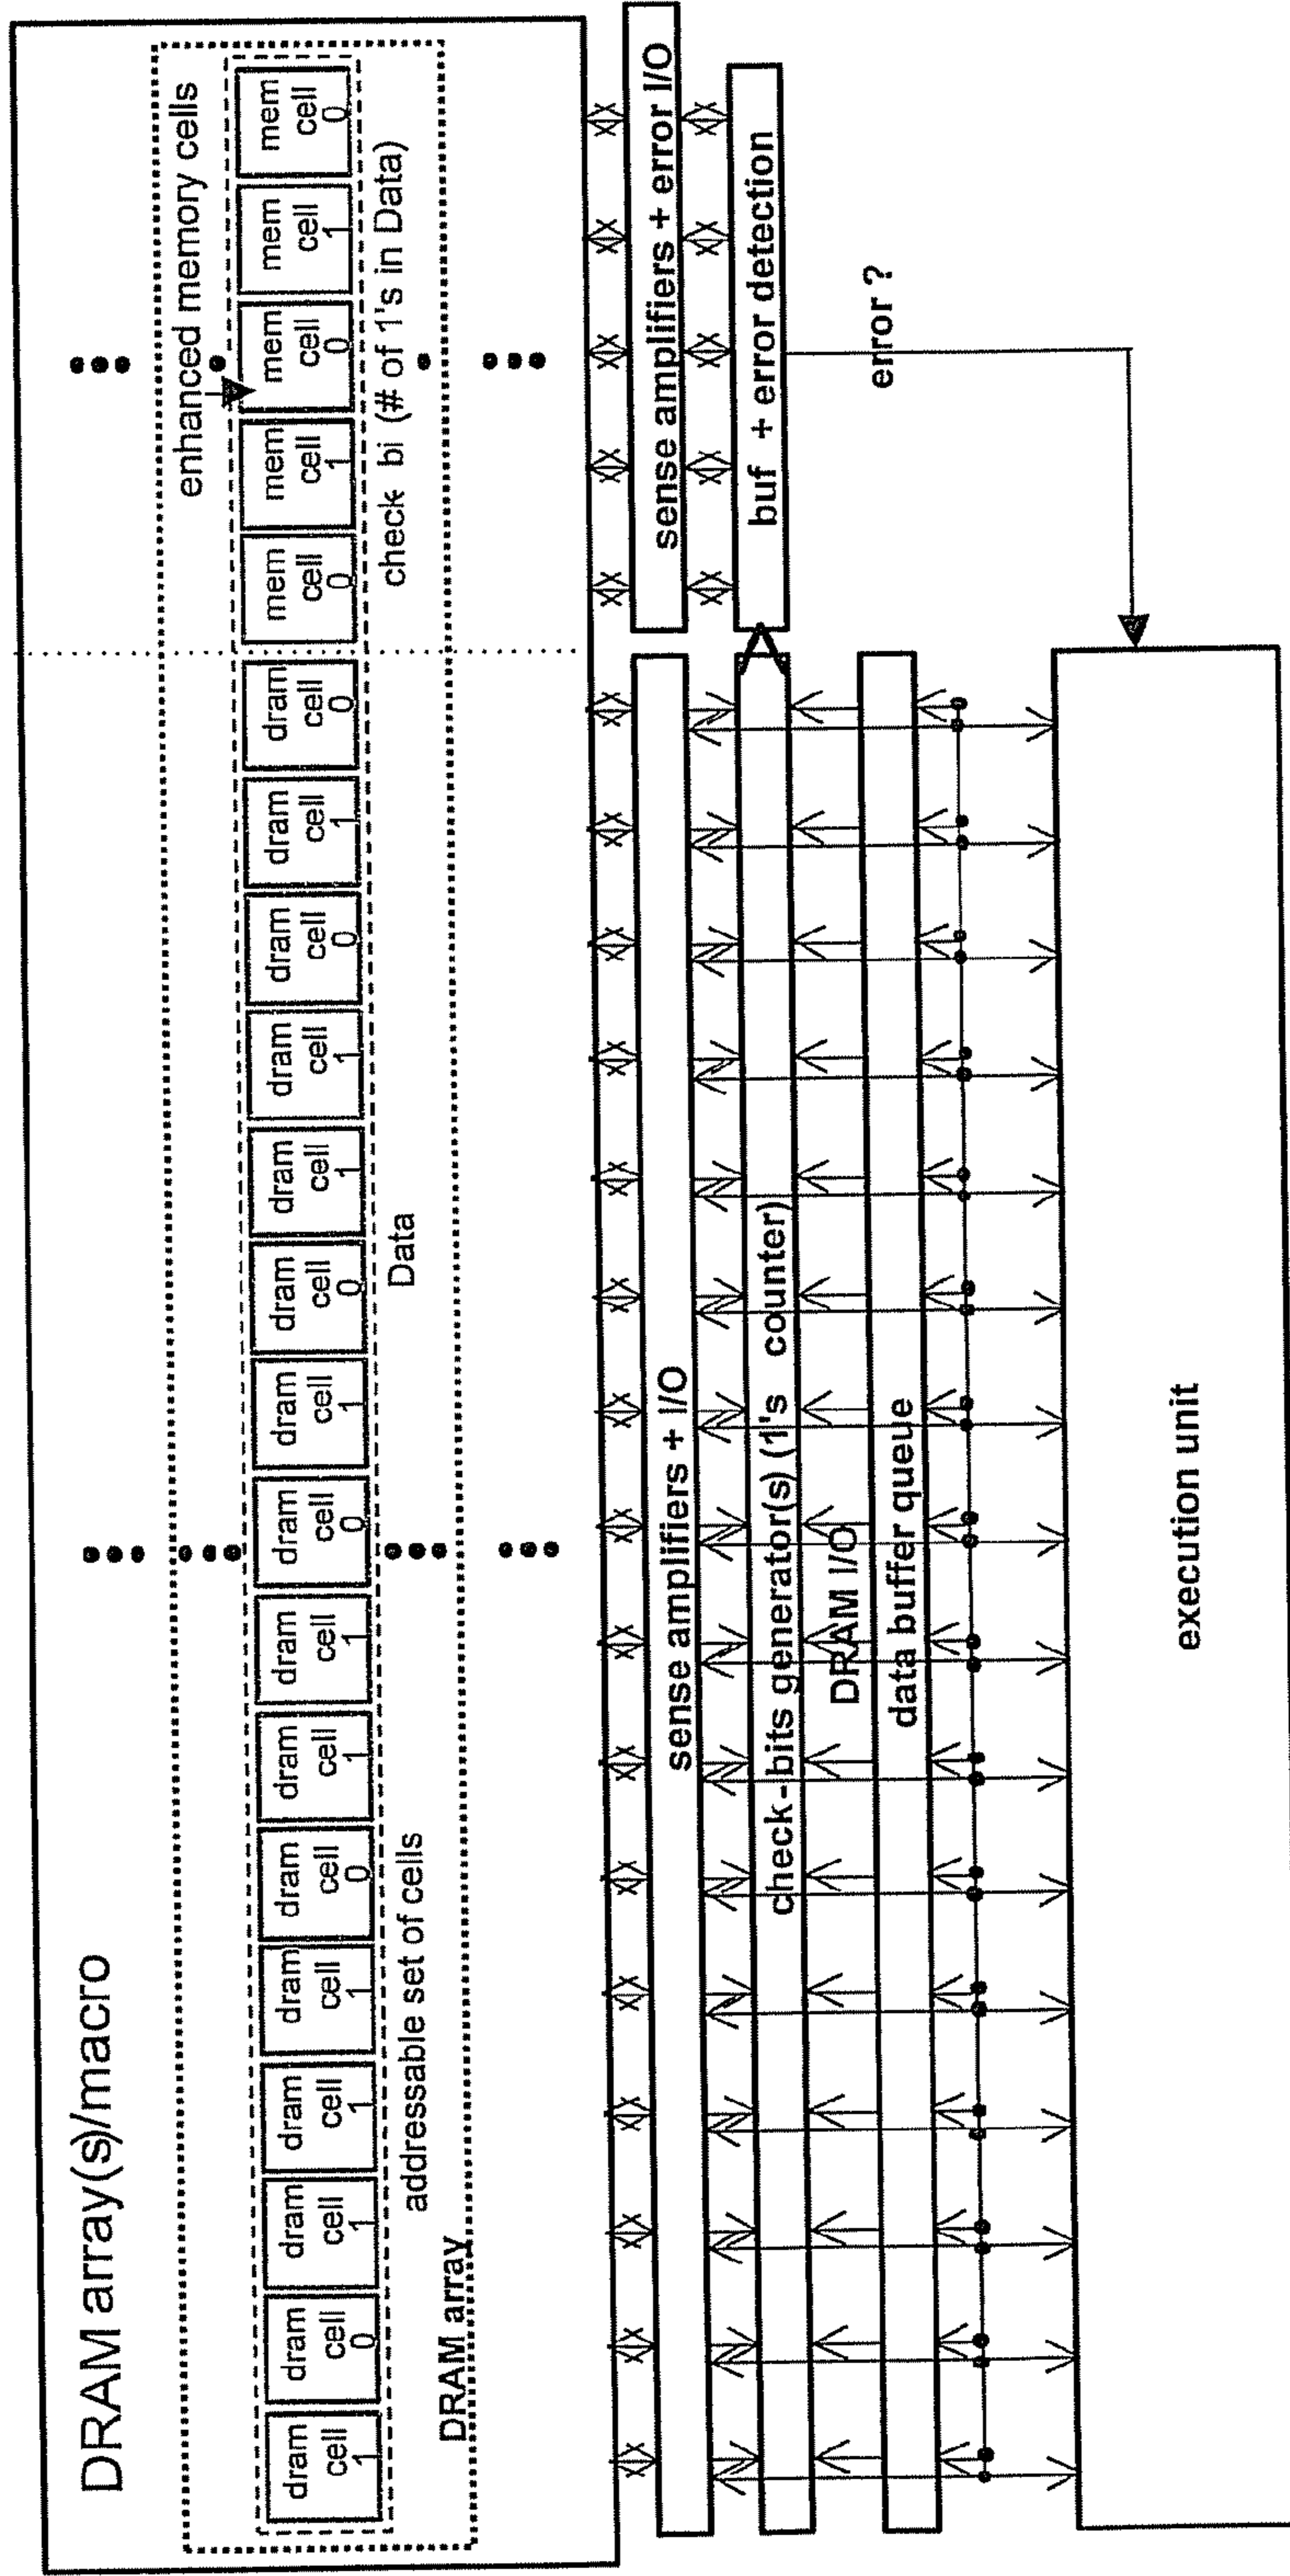 DRAM array(s)/macro
enhanced memory cells
dram dram dram dram dram dram dram dram dram dram dram dram dram dram dram dram mem mem mem mem mem
cell cell cell cell cell cell cell cell cell cell cell cell cell cell cell cell cell cell cell cell cell
1 0 1 1 1 0 1 1 0 1 0 1 1 0 1 0 0 1 0 1 0
addressable set of cells
Data
check bi (# of 1's in Data)
DRAM array
sense amplifiers + I/O
sense amplifiers + error I/O
check-bits generator(s) (1's counter)
buf + error detection
DRAM I/O
data buffer queue
error ?
execution unit